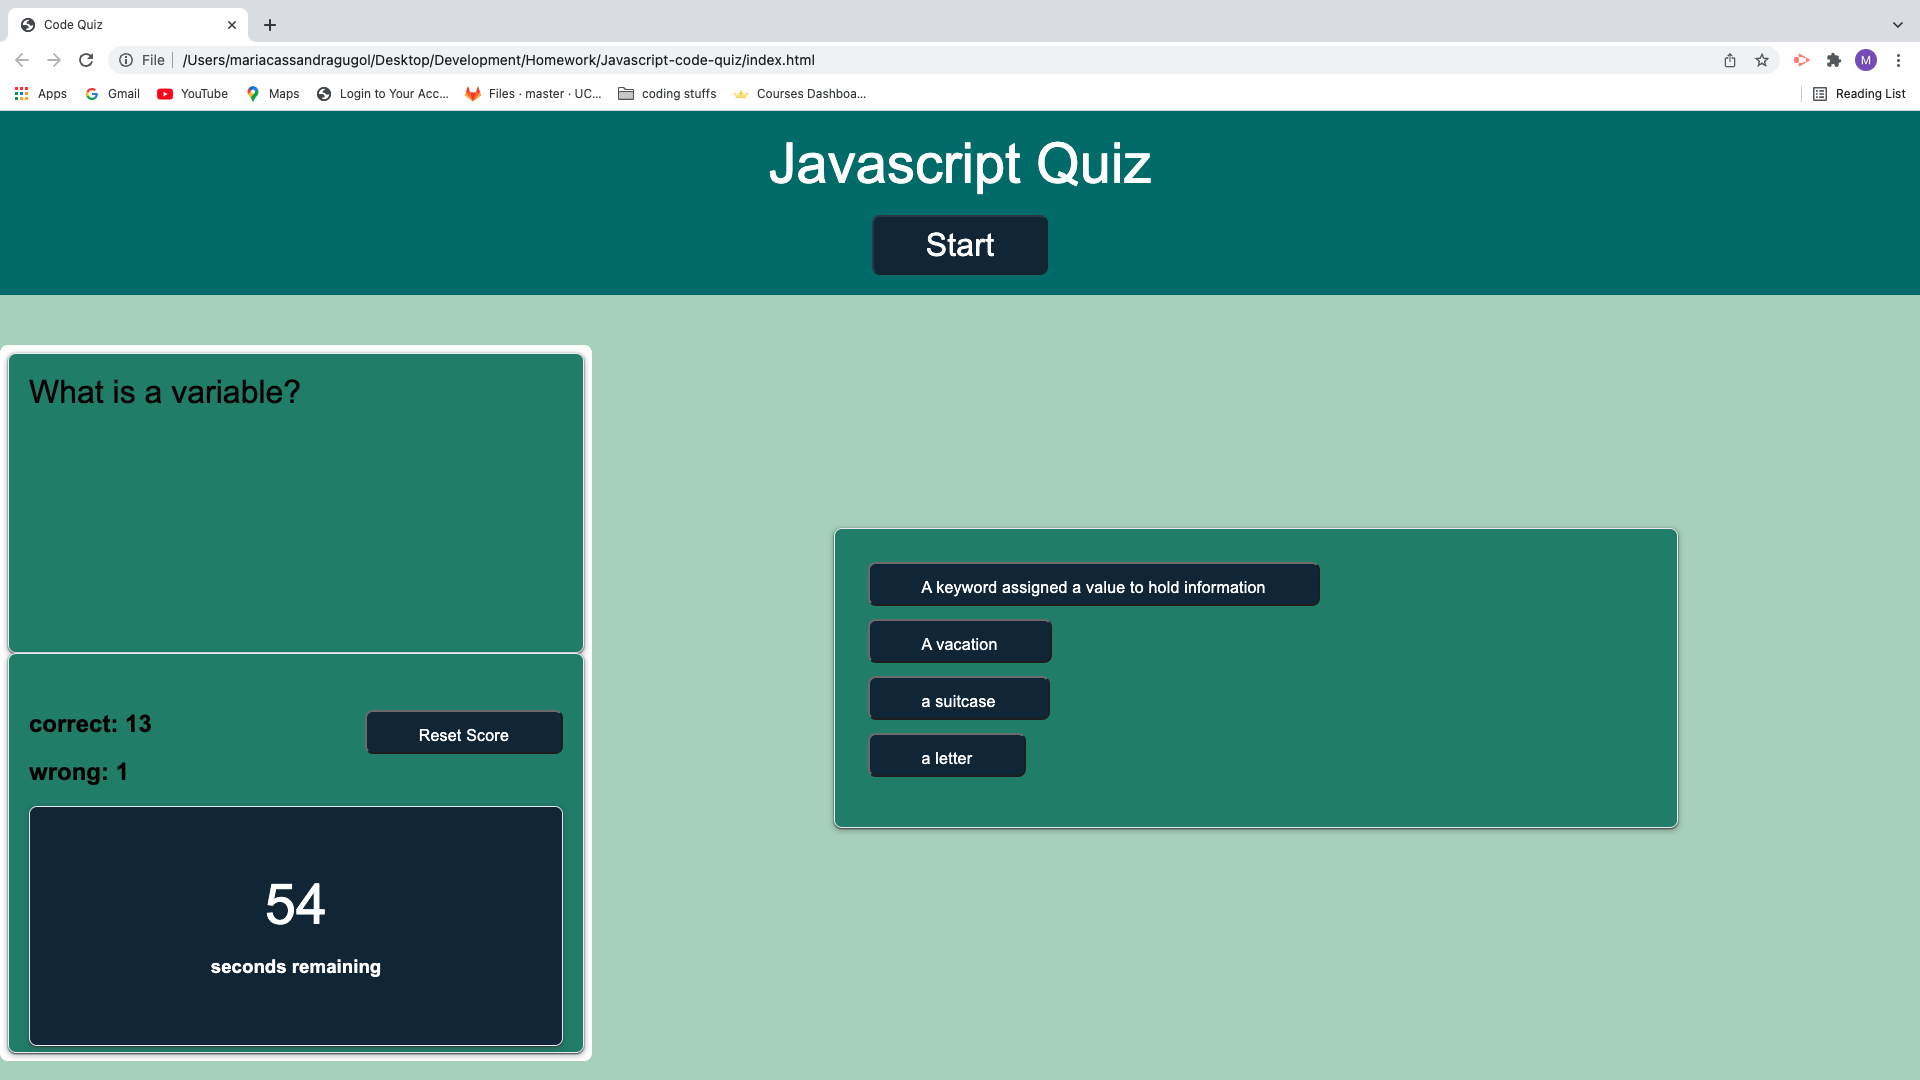 Code Quiz
File /Users/mariacassandragugol/Desktop/Development/Homework/Javascript-code-quiz/index.html
M
Apps Gmail YouTube Maps Login to Your Acc... Files · master · UC... coding stuffs Courses Dashboa... Reading List
Javascript Quiz
Start
What is a variable?
correct: 13
Reset Score
wrong: 1
54
seconds remaining
A keyword assigned a value to hold information
A vacation
a suitcase
a letter